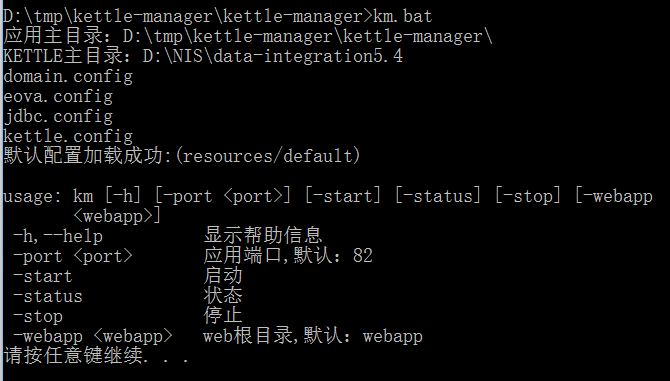 D:\tmp\kettle-manager\kettle-manager>km.bat
应用主目录: D:\tmp\kettle-manager\kettle-manager\
KETTLE主目录: D:\NIS\data-integration5.4
domain.config
eova.config
jdbc.config
kettle.config
默认配置加载成功:(resources/default)
usage: km [-h] [-port <port>] [-start] [-status] [-stop] [-webapp
<webapp>]
-h,--help 显示帮助信息
-port <port> 应用端口,默认: 82
-start 启动
-status 状态
-stop 停止
-webapp <webapp> web根目录,默认: webapp
请按任意键继续. . .